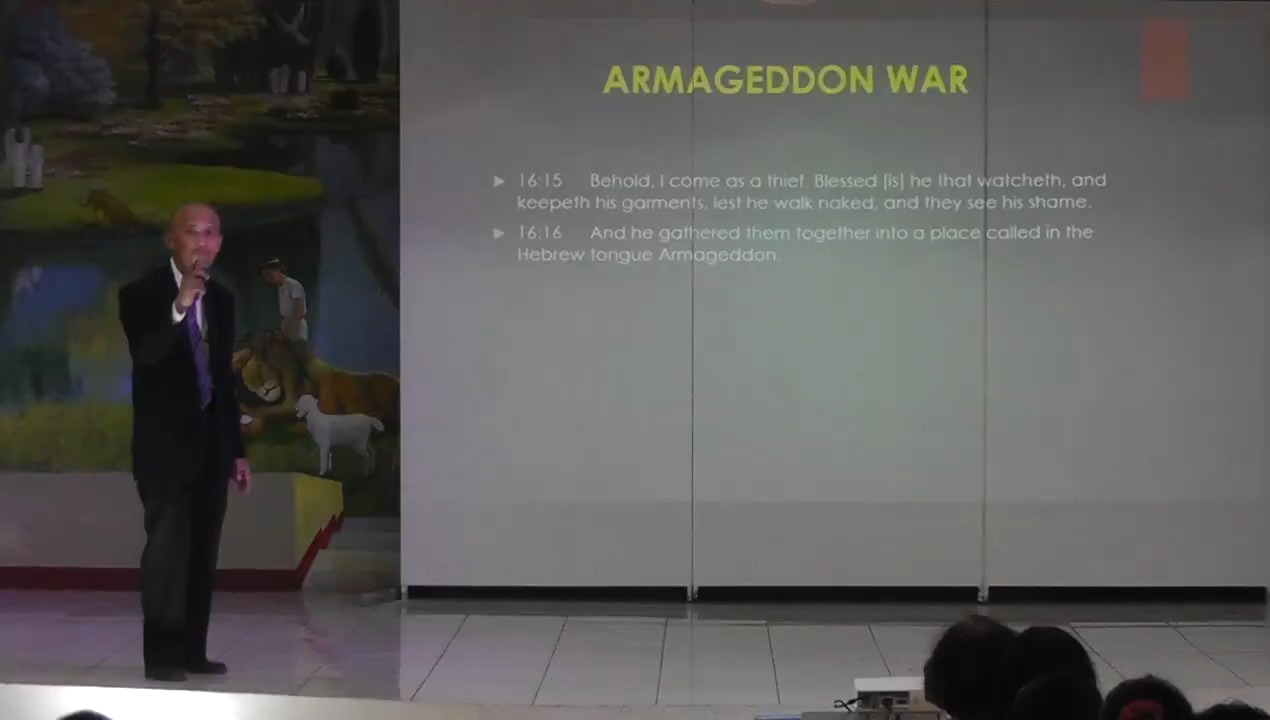 ARMAGEDDON WAR
16:15 Behold, I come as a thief. Blessed [is] he that watcheth, and
keepeth his garments, lest he walk naked, and they see his shame.
16:16 And he gathered them together into a place called in the
Hebrew tongue Armageddon.